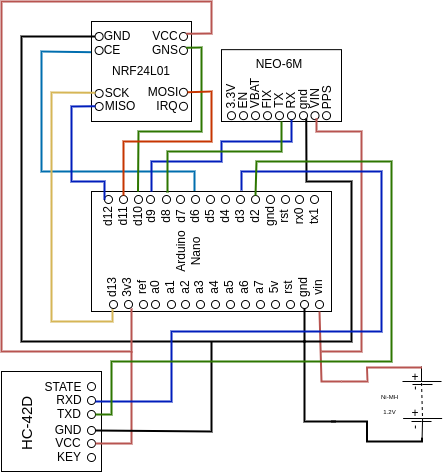 GND VCC
CE GNS
NRF24L01
SCK MOSI
MISO IRQ
NEO-6M
3.3V EN VBAT FIX TX RX gnd VIN PPS
d12 d11 d10 d9 d8 d7 d6 d5 d4 d3 d2 gnd rst rx0 tx1
Arduino
Nano
d13 3v3 ref a0 a1 a2 a3 a4 a5 a6 a7 5v rst gnd vin
HC-42D
STATE
RXD
TXD
GND
VCC
KEY
+
-
Ni-MH
1.2V
+
-